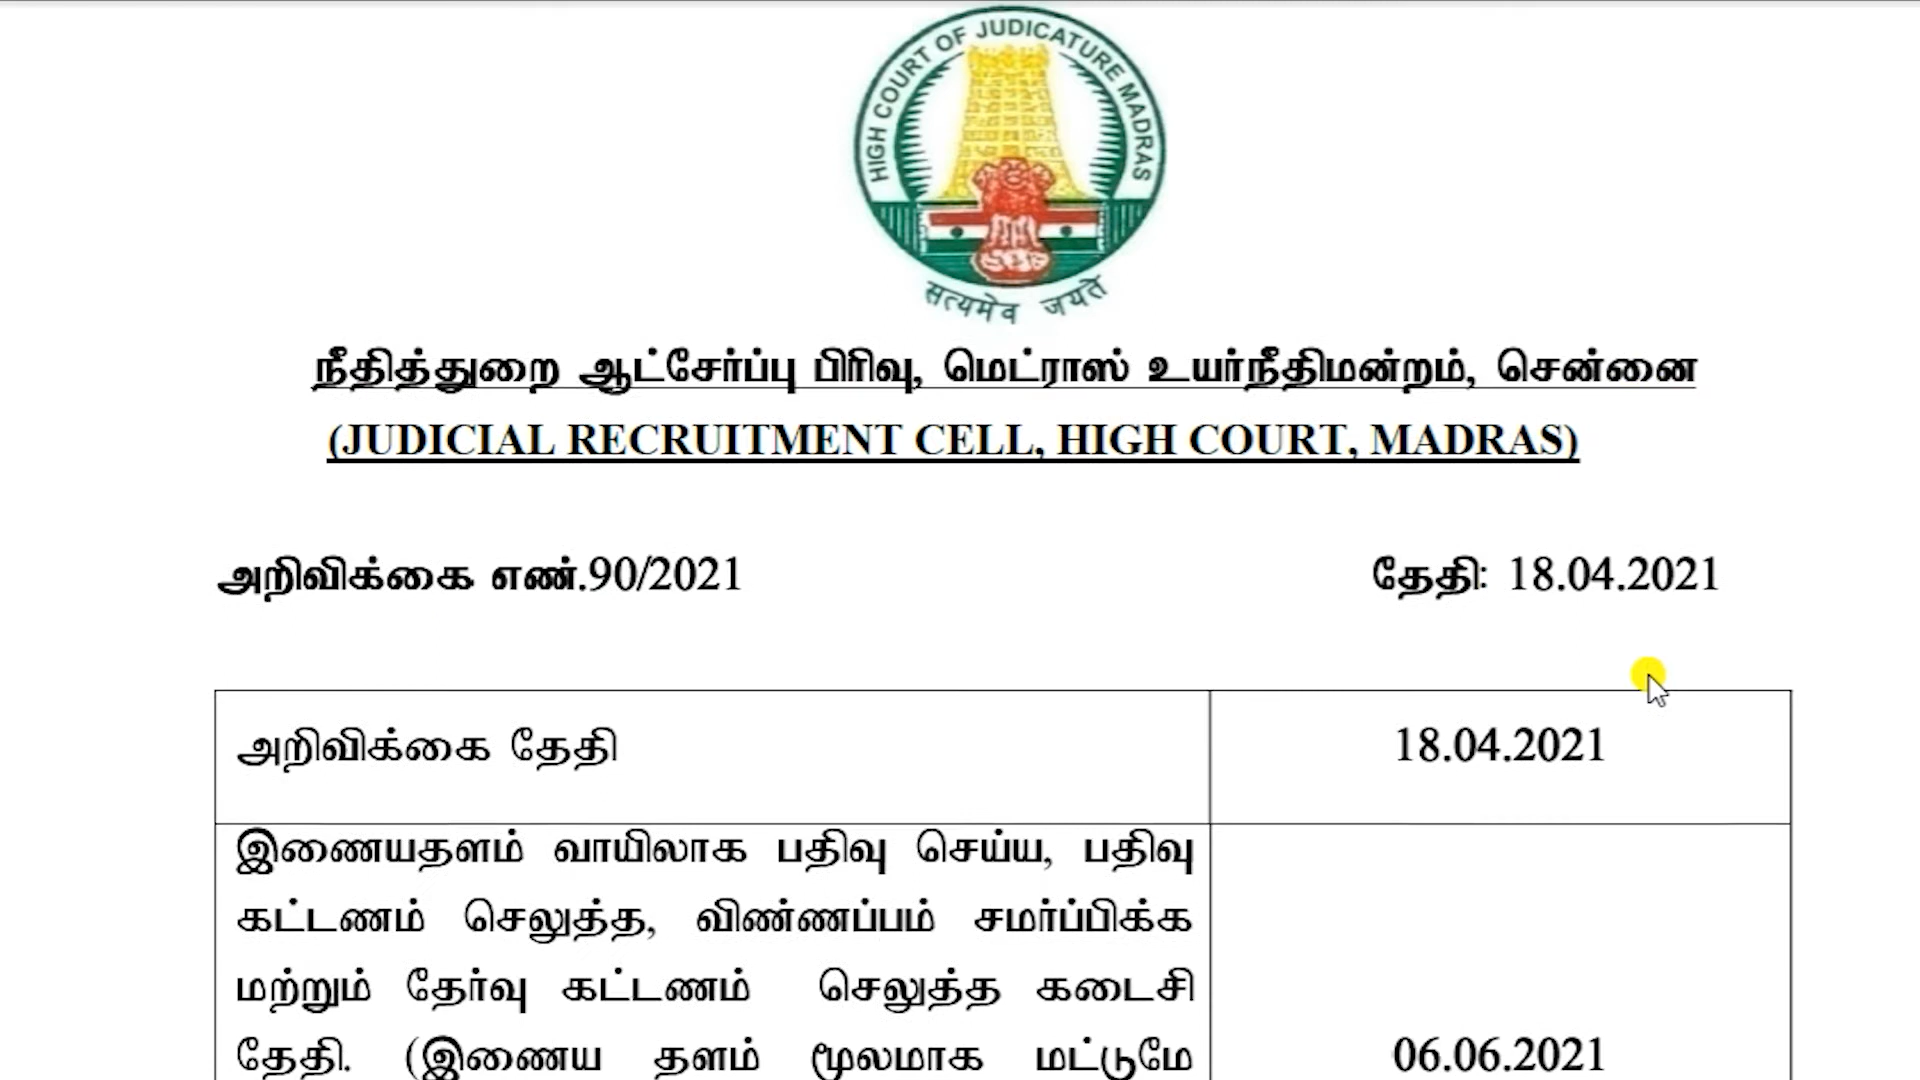 HIGH COURT OF JUDICATURE MADRAS
सत्यमेव जयते
நீதித்துறை ஆட்சேர்ப்பு பிரிவு, மெட்ராஸ் உயர்நீதிமன்றம், சென்னை
(JUDICIAL RECRUITMENT CELL, HIGH COURT, MADRAS)
அறிவிக்கை எண்.90/2021 தேதி: 18.04.2021
அறிவிக்கை தேதி 18.04.2021
இணையதளம் வாயிலாக பதிவு செய்ய, பதிவு
கட்டணம் செலுத்த, விண்ணப்பம் சமர்ப்பிக்க
மற்றும் தேர்வு கட்டணம் செலுத்த கடைசி
தேதி. (இணைய தளம் மூலமாக மட்டுமே 06.06.2021